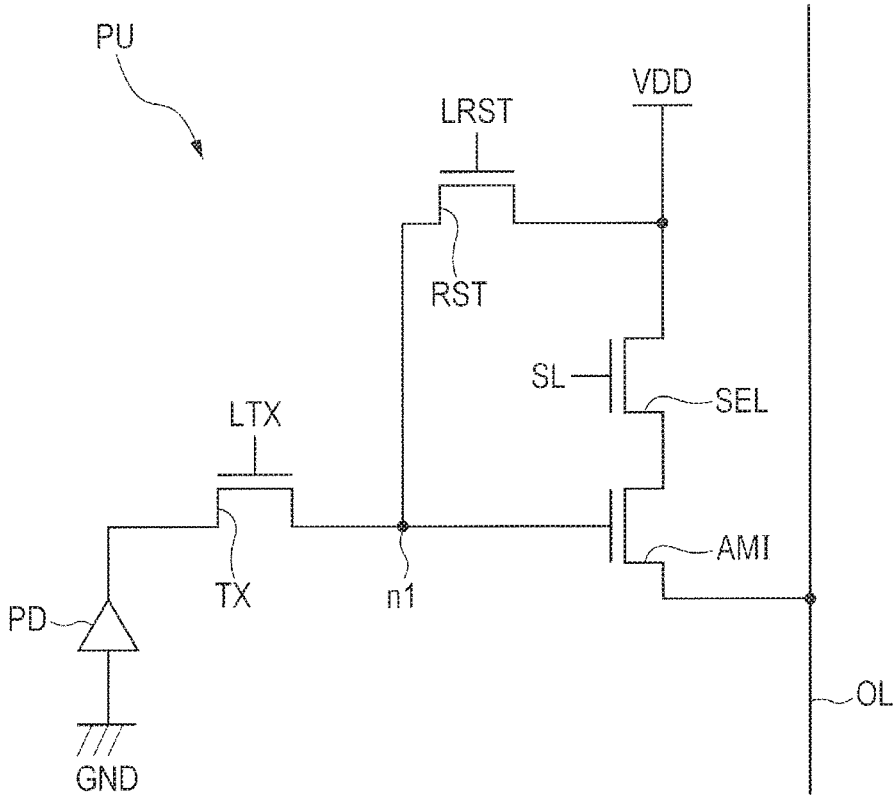 PU
VDD
LRST
RST
SL
SEL
LTX
AMI
TX
n1
PD
OL
GND